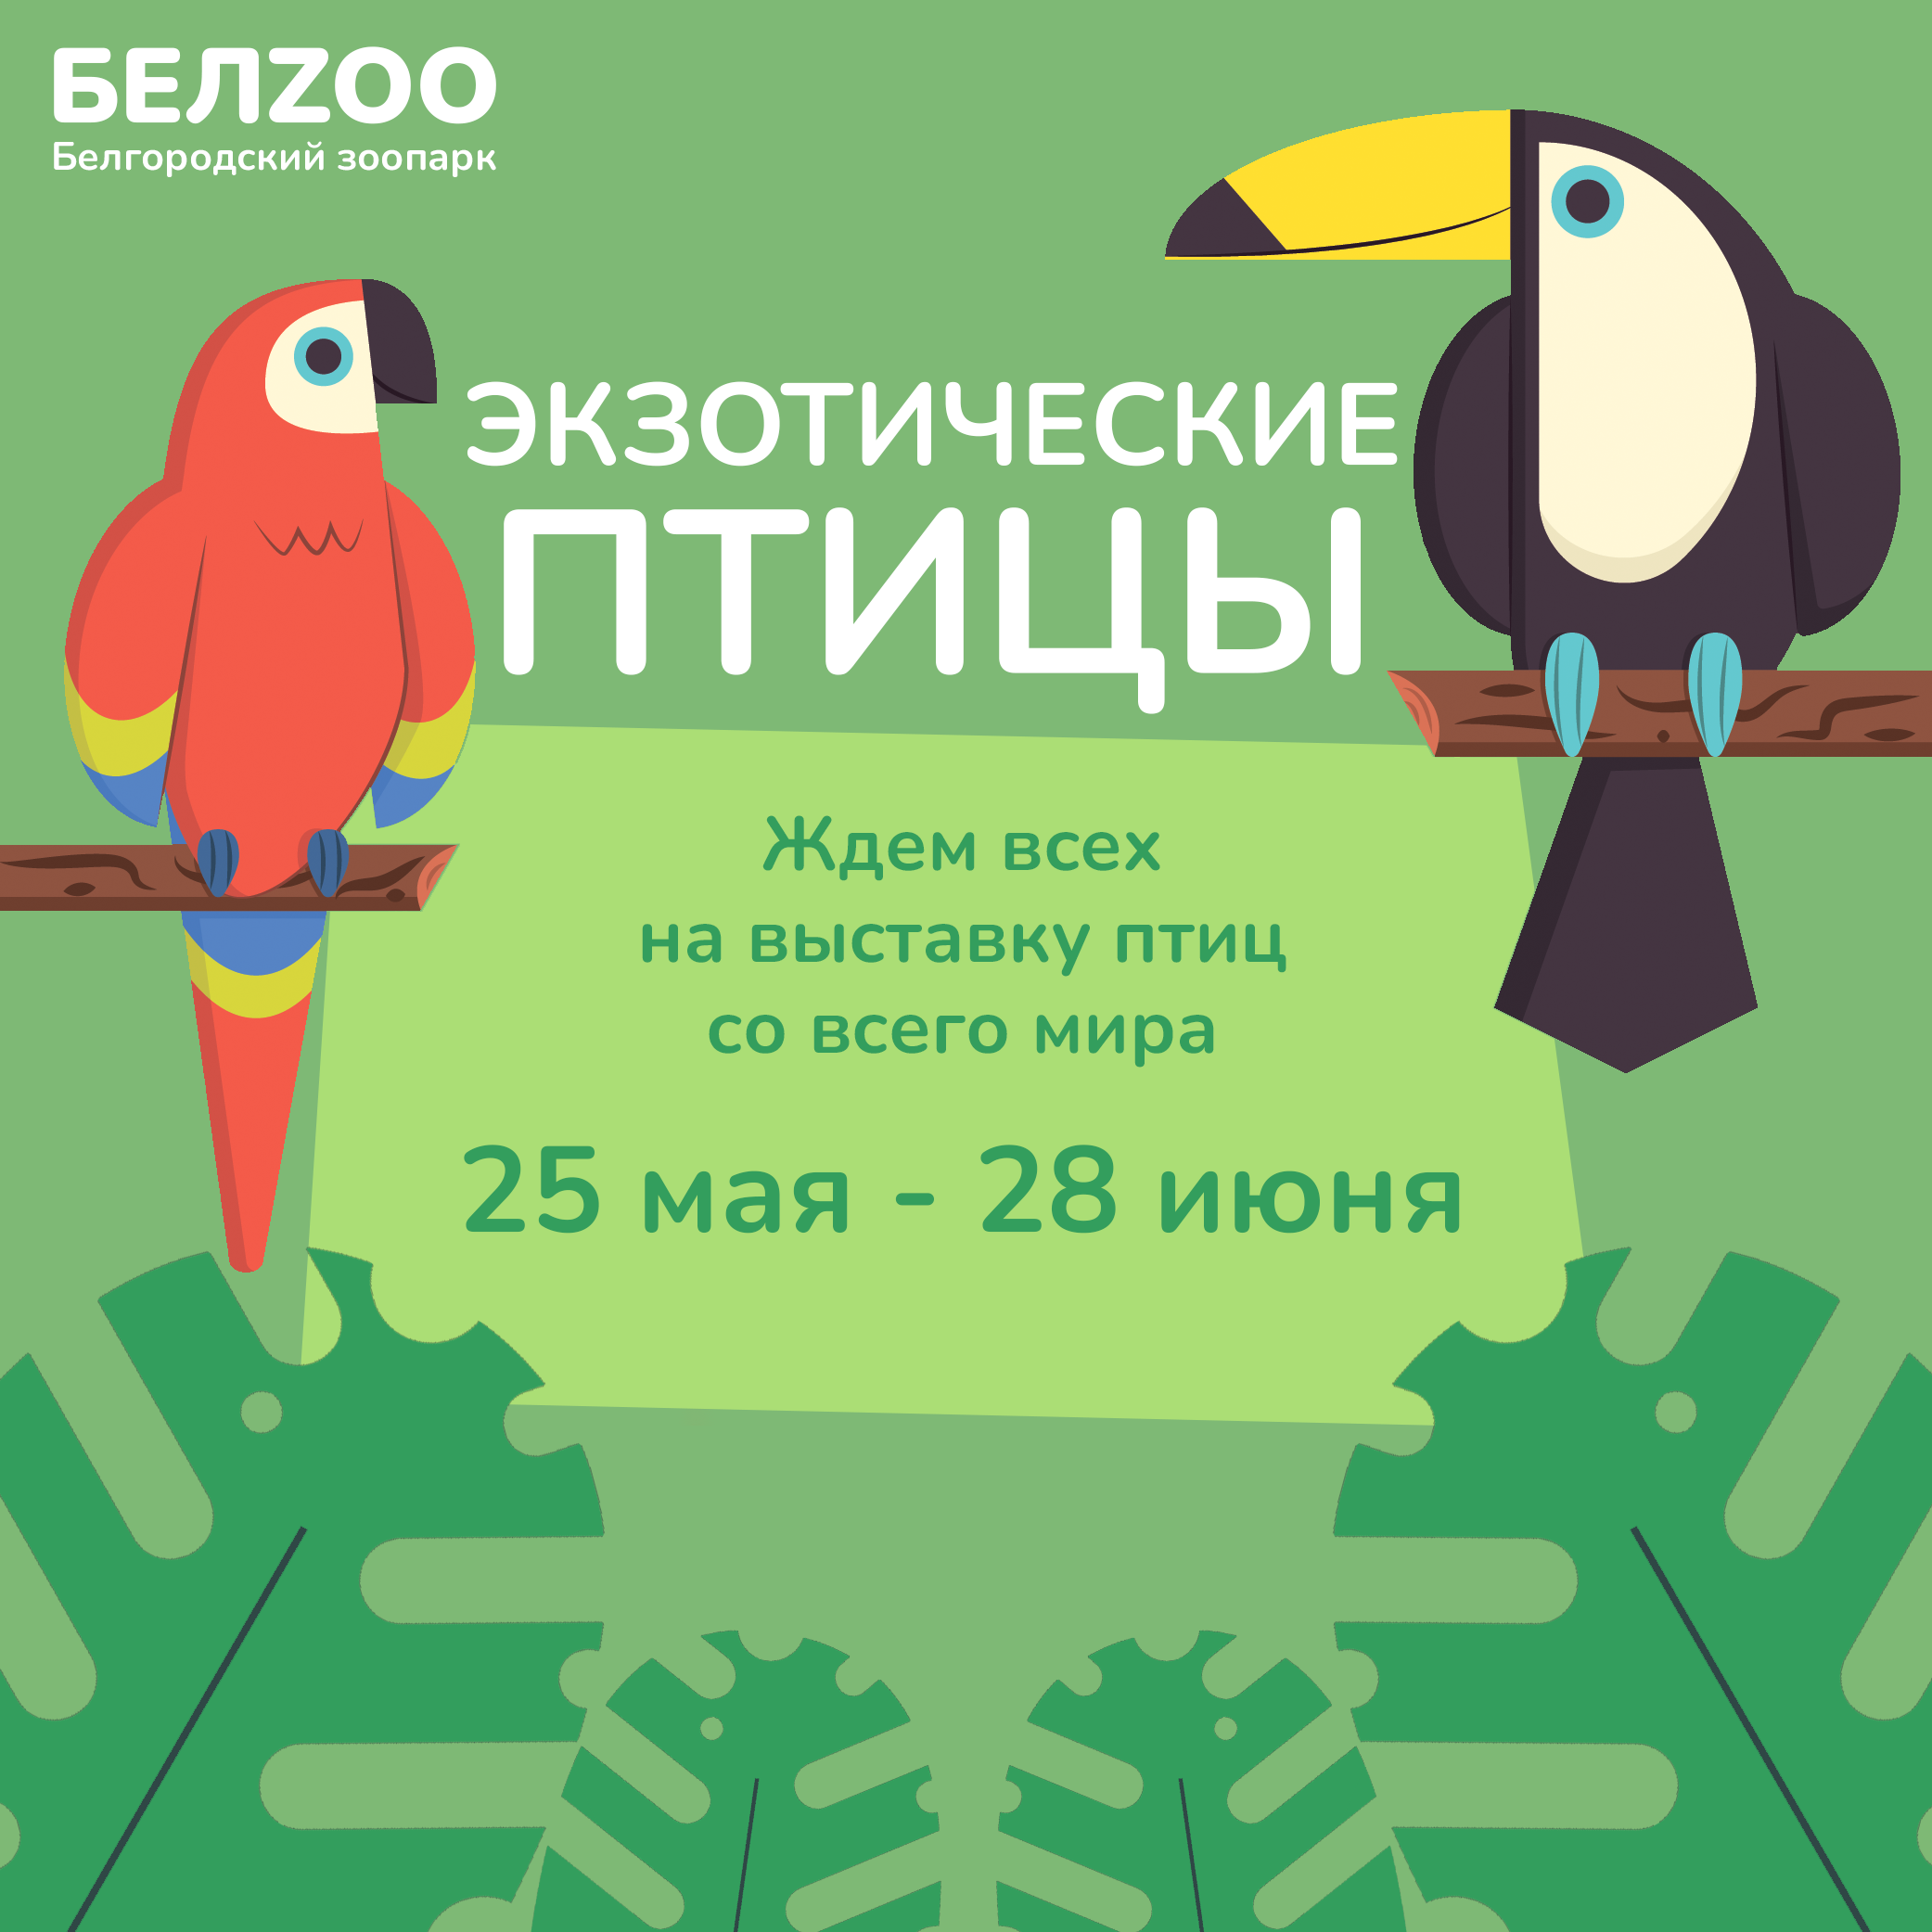 БЕЛZOO
Белгородский зоопарк
ЭКЗОТИЧЕСКИЕ
ПТИЦЫ
Ждем всех
на выставку птиц
со всего мира
25 мая - 28 июня